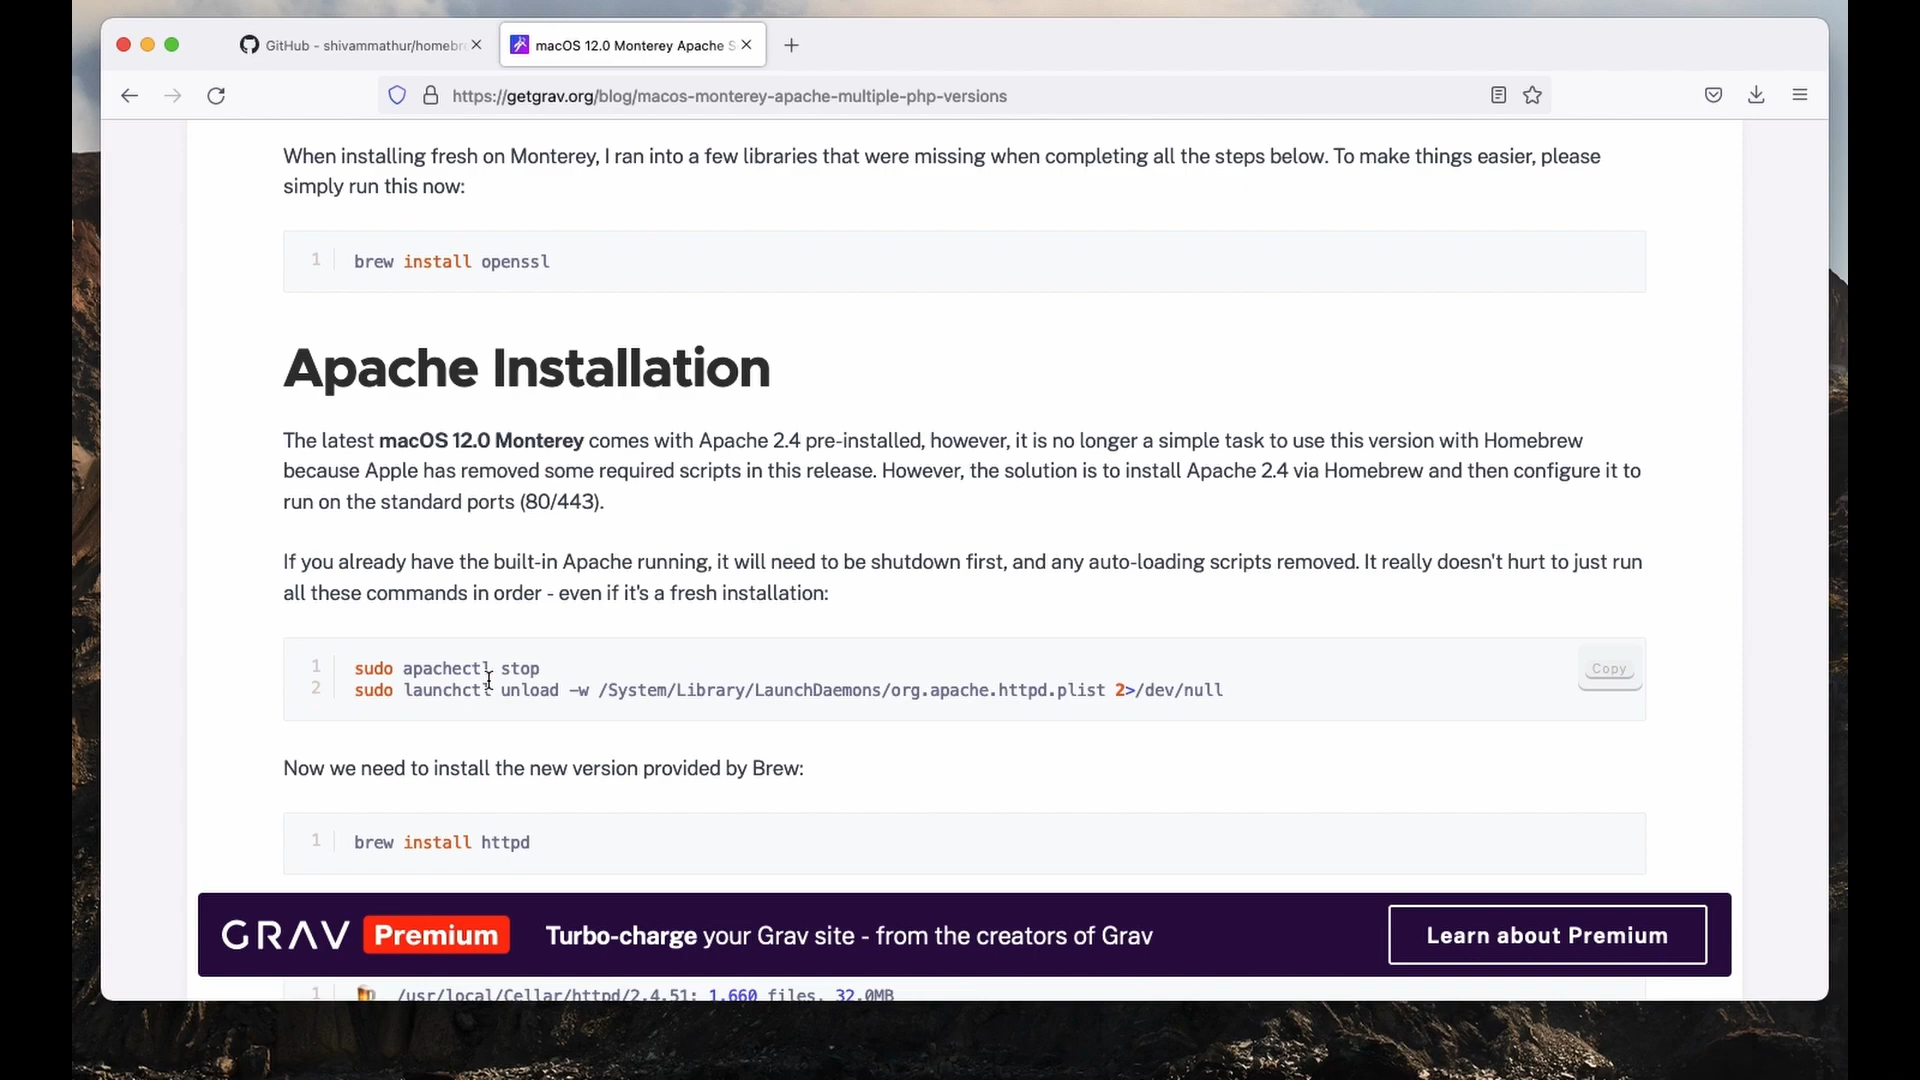 GitHub - shivammathur/homebr
macOS 12.0 Monterey Apache S
https://getgrav.org/blog/macos-monterey-apache-multiple-php-versions
When installing fresh on Monterey, I ran into a few libraries that were missing when completing all the steps below. To make things easier, please
simply run this now:
1 brew install openssl
Apache Installation
The latest macOS 12.0 Monterey comes with Apache 2.4 pre-installed, however, it is no longer a simple task to use this version with Homebrew
because Apple has removed some required scripts in this release. However, the solution is to install Apache 2.4 via Homebrew and then configure it to
run on the standard ports (80/443).
If you already have the built-in Apache running, it will need to be shutdown first, and any auto-loading scripts removed. It really doesn't hurt to just run
all these commands in order - even if it's a fresh installation:
1 sudo apachectl stop
Copy
2 sudo launchctl unload -w /System/Library/LaunchDaemons/org.apache.httpd.plist 2>/dev/null
Now we need to install the new version provided by Brew:
1 brew install httpd
GRAV Premium Turbo-charge your Grav site - from the creators of Grav Learn about Premium
1 /usr/local/Cellar/httpd/2.4.51: 1,660 files, 32.0MB